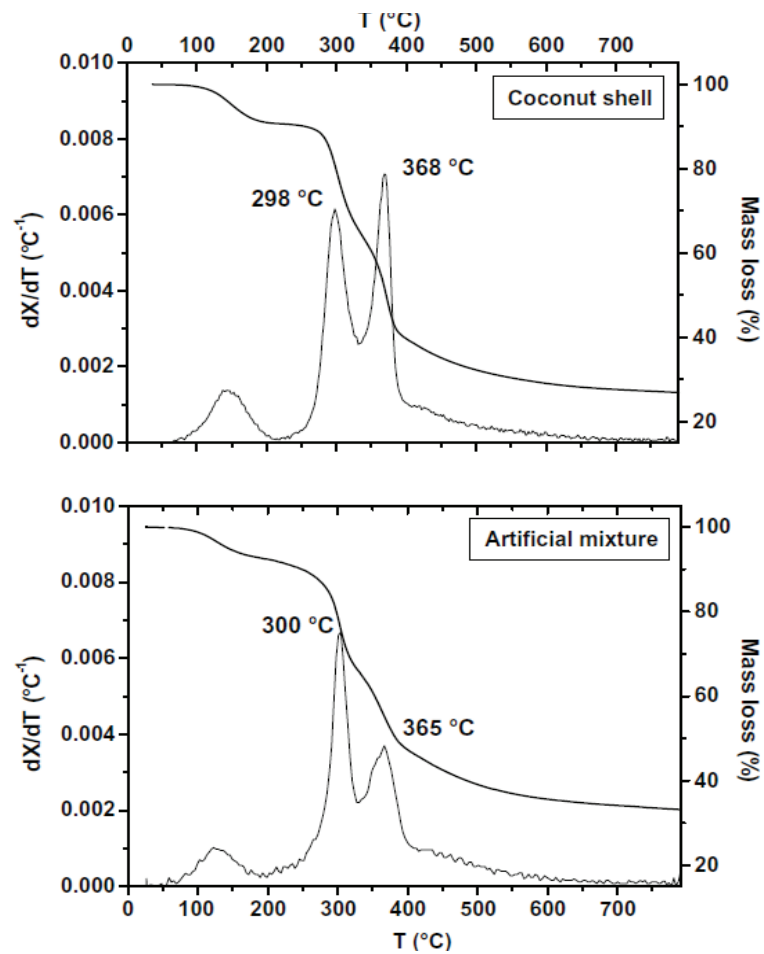 T (°C)
0 100 200 300 400 500 600 700
0.010
0.008
0.006
0.004
0.002
0.000
dX/dT (°C-1)
100
80
60
40
20
Mass loss (%)
Coconut shell
298 °C
368 °C
0.010
0.008
0.006
0.004
0.002
0.000
dX/dT (°C-1)
100
80
60
40
20
Mass loss (%)
Artificial mixture
300 °C
365 °C
0 100 200 300 400 500 600 700
T (°C)